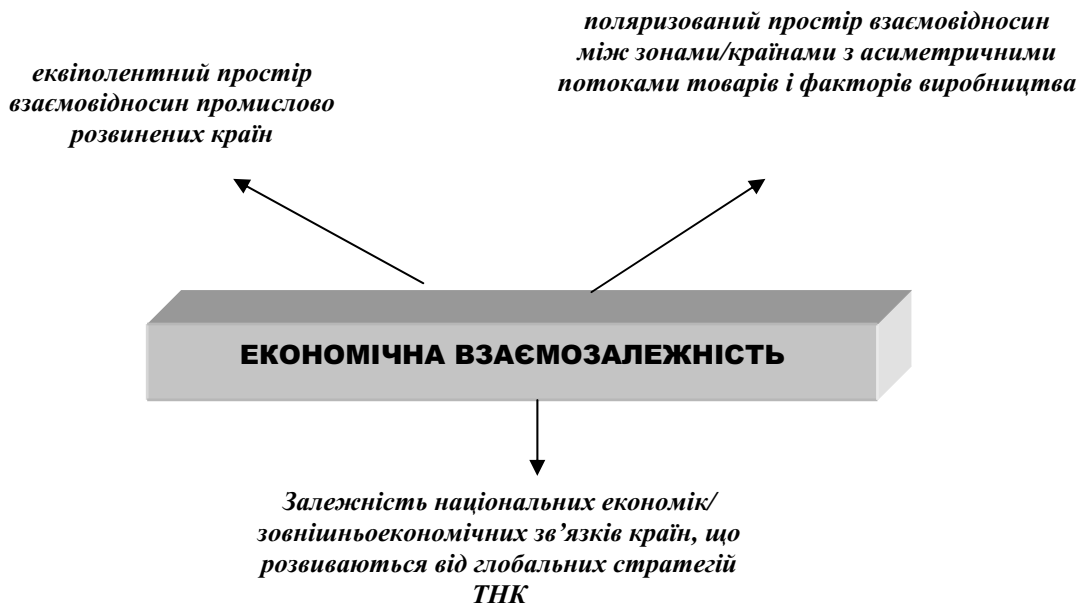 еквіполентний простір
взаємовідносин промислово
розвинених країн
поляризований простір взаємовідносин
між зонами/країнами з асиметричними
потоками товарів і факторів виробництва
ЕКОНОМІЧНА ВЗАЄМОЗАЛЕЖНІСТЬ
Залежність національних економік/
зовнішньоекономічних зв’язків країн, що
розвиваються від глобальних стратегій
ТНК